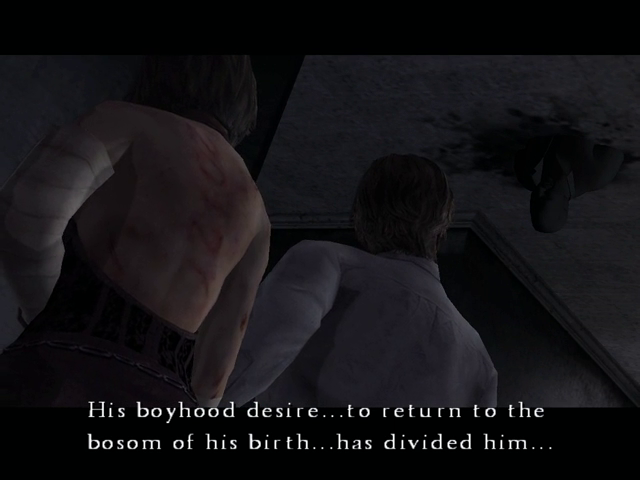 His boyhood desire...to return to the
bosom of his birth...has divided him...